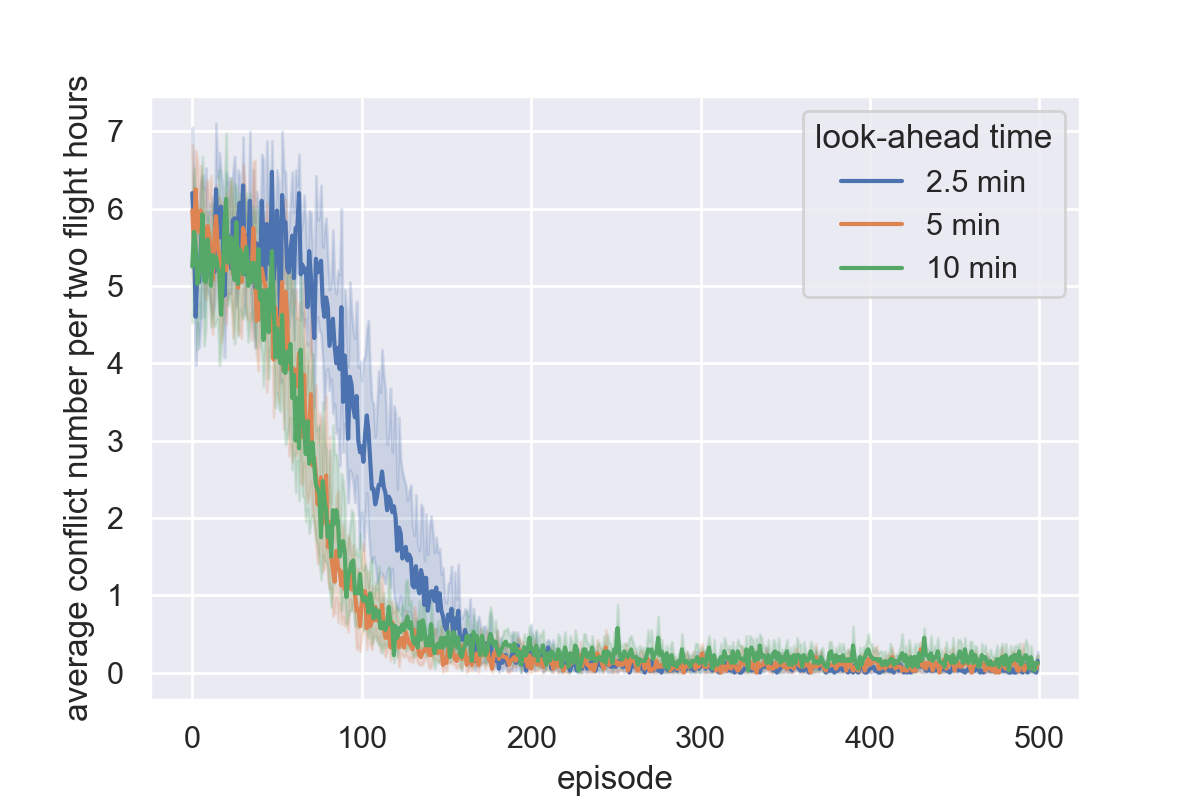 average conflict number per two flight hours
7
6
5
4
3
2
1
0
look-ahead time
2.5 min
5 min
10 min
0 100 200 300 400 500
episode